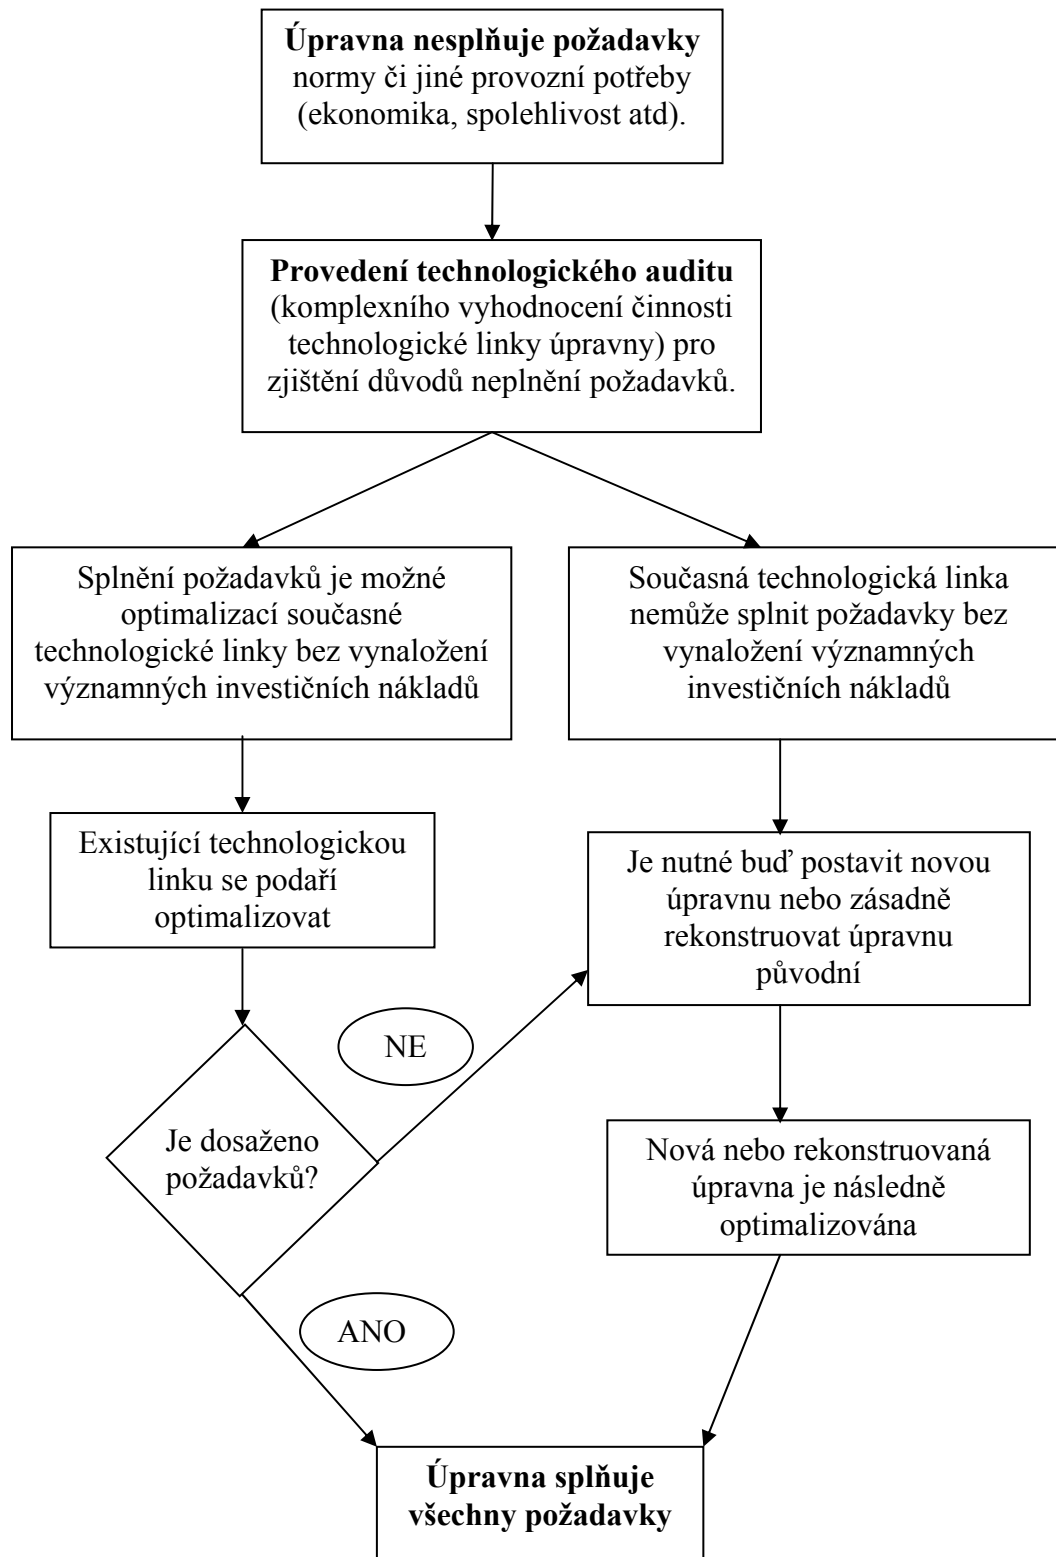 Úpravna nesplňuje požadavky
normy či jiné provozní potřeby
(ekonomika, spolehlivost atd).
Provedení technologického auditu
(komplexního vyhodnocení činnosti
technologické linky úpravny) pro
zjištění důvodů neplnění požadavků.
Splnění požadavků je možné
optimalizací současné
technologické linky bez vynaložení
významných investičních nákladů
Současná technologická linka
nemůže splnit požadavky bez
vynaložení významných
investičních nákladů
Existující technologickou
linku se podaří
optimalizovat
Je nutné buď postavit novou
úpravnu nebo zásadně
rekonstruovat úpravnu
původní
NE
Je dosaženo
požadavků?
Nová nebo rekonstruovaná
úpravna je následně
optimalizována
ANO
Úpravna splňuje
všechny požadavky